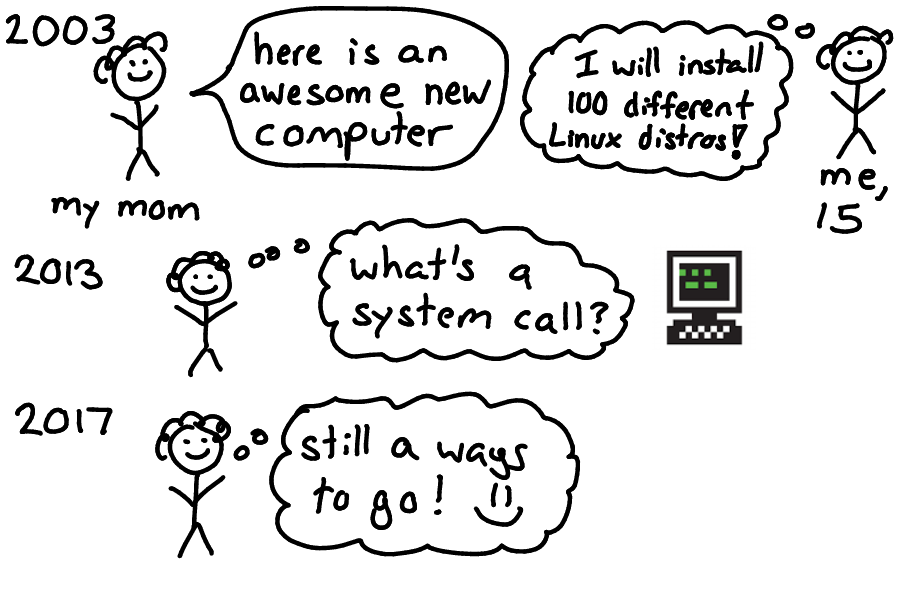 2003
here is an
awesome new
computer
my mom
I will install
100 different
Linux distros!
me,
15
2013
what's a
system call?
2017
still a ways
to go! :)